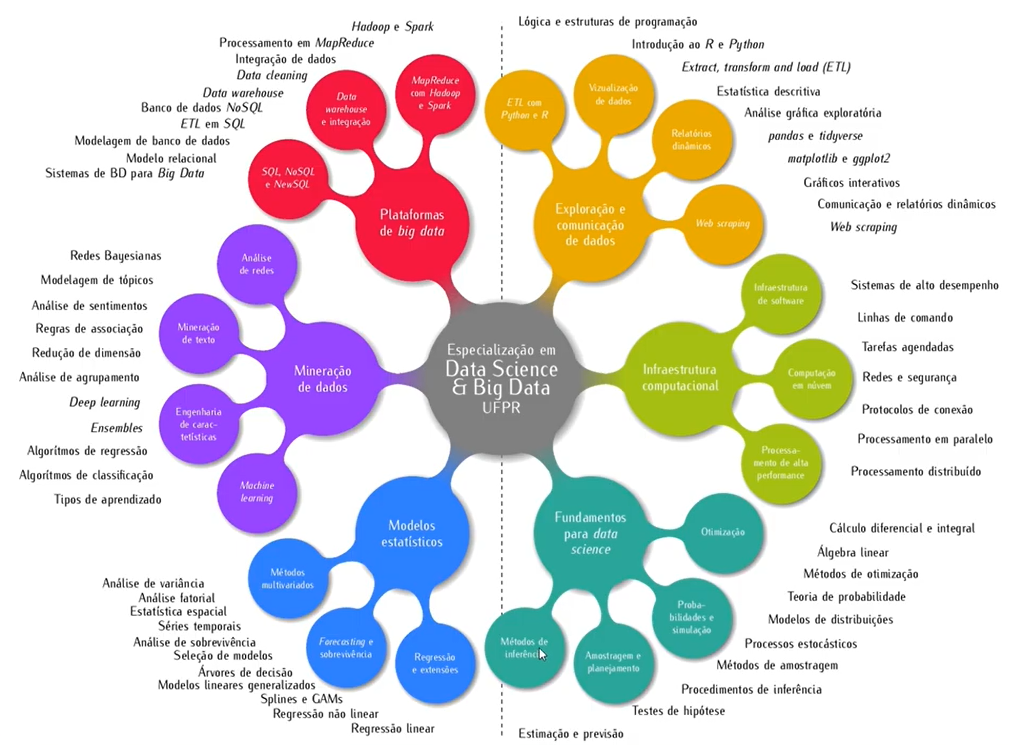 Hadoop e Spark
Processamento em MapReduce
Integração de dados
Data cleaning
Data warehouse
Banco de dados NoSQL
ETL em SQL
Modelagem de banco de dados
Modelo relacional
Sistemas de BD para Big Data
Data
warehouse
e integração
MapReduce
com Hadoop
e Spark
SQL, NoSQL
e NewSQL
Plataformas
de big data
Lógica e estruturas de programação
Introdução ao R e Python
Extract, transform and load (ETL)
Estatística descritiva
Análise gráfica exploratória
pandas e tidyverse
matplotlib e ggplot2
Gráficos interativos
Comunicação e relatórios dinâmicos
Web scraping
ETL com
Python e R
Vizualização
de dados
Relatórios
dinâmicos
Web scraping
Exploração e
comunicação
de dados
Redes Bayesianas
Modelagem de tópicos
Análise de sentimentos
Regras de associação
Redução de dimensão
Análise de agrupamento
Deep learning
Ensembles
Algorítmos de regressão
Algorítmos de classificação
Tipos de aprendizado
Análise
de redes
Mineração
de texto
Engenharia
de carac-
tetísticas
Machine
learning
Mineração
de dados
Especialização em
Data Science
& Big Data
UFPR
Infraestrutura
computacional
Infraestrutura
de software
Computação
em núvem
Processa-
mento de alta
performance
Sistemas de alto desempenho
Linhas de comando
Tarefas agendadas
Redes e segurança
Protocolos de conexão
Processamento em paralelo
Processamento distribuído
Modelos
estatísticos
Métodos
multivariados
Forecasting e
sobrevivência
Regressão
e extensões
Análise de variância
Análise fatorial
Estatística espacial
Séries temporais
Análise de sobrevivência
Seleção de modelos
Árvores de decisão
Modelos lineares generalizados
Splines e GAMs
Regressão não linear
Regressão linear
Fundamentos
para data
science
Otimização
Proba-
bilidades e
simulação
Amostragem e
planejamento
Métodos de
inferência
Cálculo diferencial e integral
Álgebra linear
Métodos de otimização
Teoria de probabilidade
Modelos de distribuições
Processos estocásticos
Métodos de amostragem
Procedimentos de inferência
Testes de hipótese
Estimação e previsão